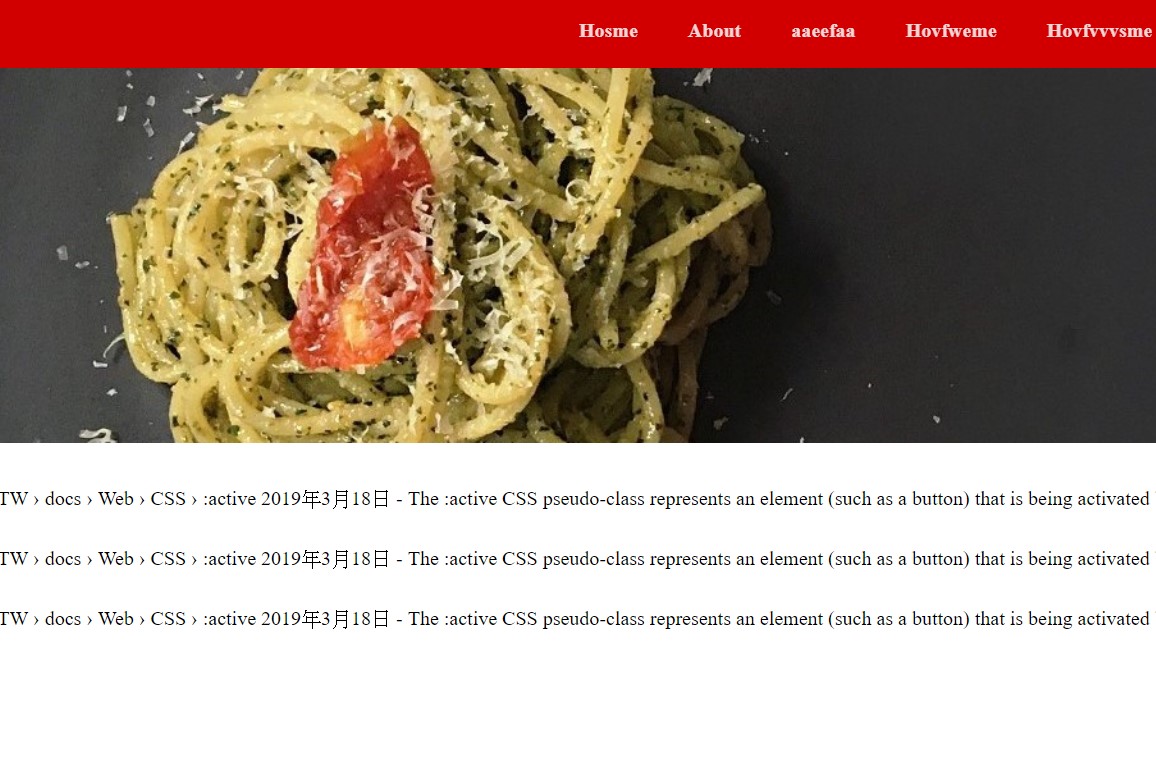 Hosme About aaeefaa Hovfweme Hovfvvvsme
TW › docs › Web › CSS › :active 2019年3月18日 - The :active CSS pseudo-class represents an element (such as a button) that is being activated
TW › docs › Web › CSS › :active 2019年3月18日 - The :active CSS pseudo-class represents an element (such as a button) that is being activated
TW › docs › Web › CSS › :active 2019年3月18日 - The :active CSS pseudo-class represents an element (such as a button) that is being activated